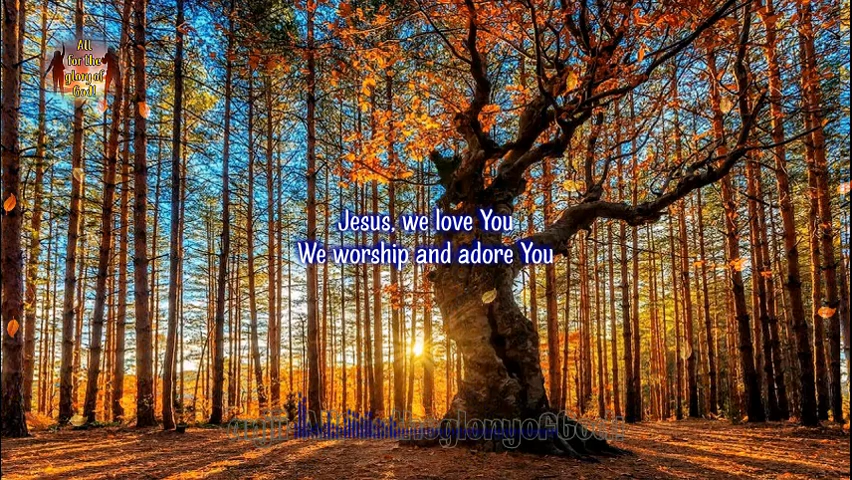 All
for the
glory of
God!
Jesus, we love You
We worship and adore You